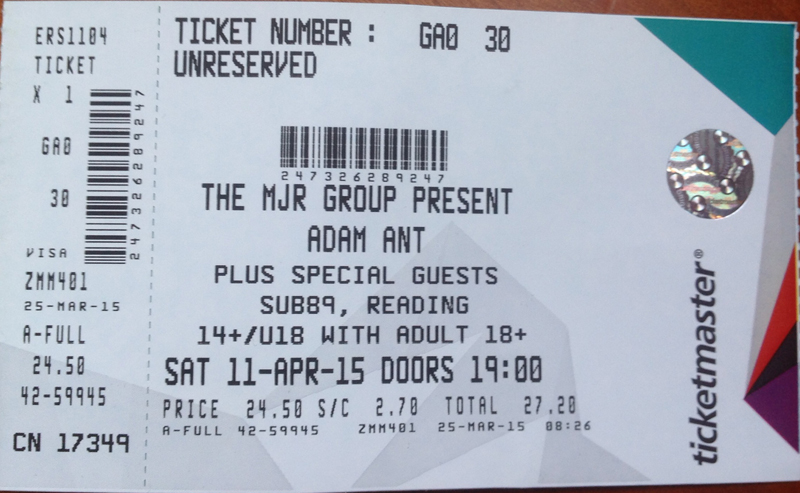 ERS1104
TICKET
X 1
GA0
30
VISA
ZMM401
25-MAR-15
A-FULL
24.50
42-59945
CN 17349
247326289247
TICKET NUMBER : GA0 30
UNRESERVED
247326289247
THE MJR GROUP PRESENT
ADAM ANT
PLUS SPECIAL GUESTS
SUB89, READING
14+/U18 WITH ADULT 18+
SAT 11-APR-15 DOORS 19:00
PRICE 24.50 S/C 2.70 TOTAL 27.20
A-FULL 42-59945 ZMM401 25-MAR-15 08:26
ticketmaster®